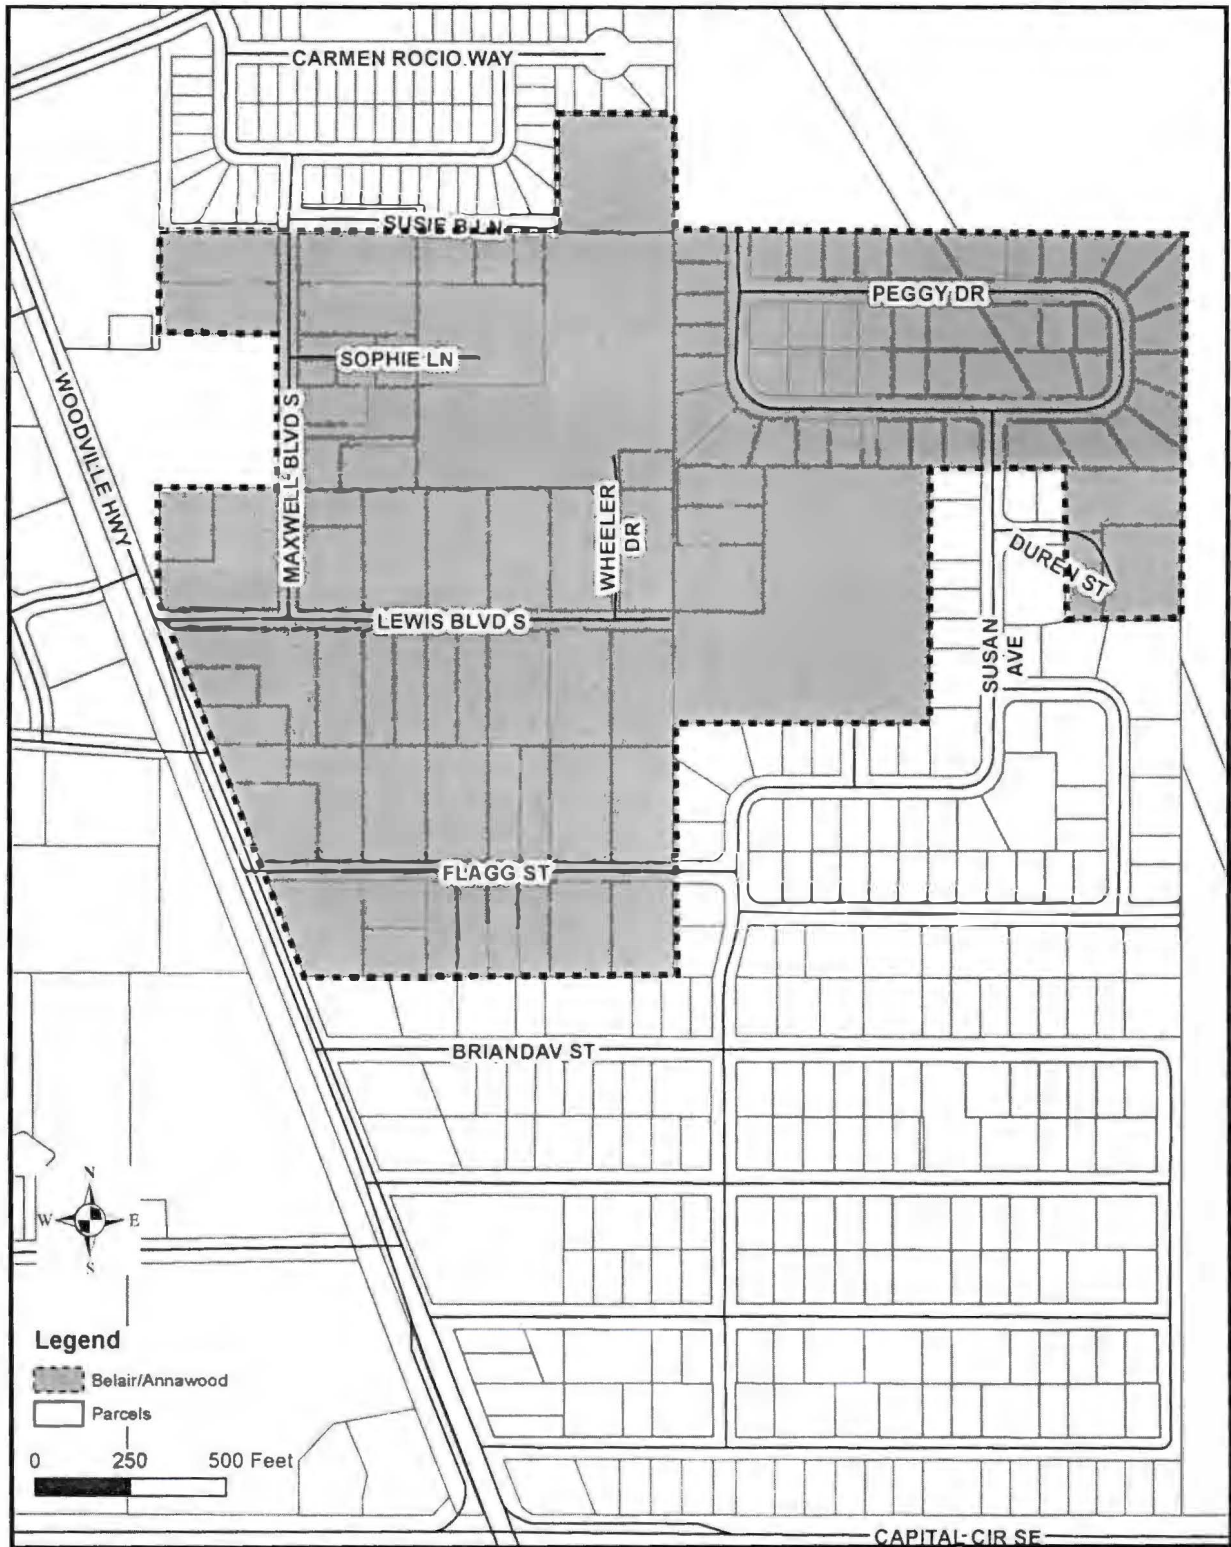 CARMEN ROCIO WAY
SUSIE B LN
PEGGY DR
SOPHIE LN
WOODVILLE HWY
MAXWELL BLVD S
WHEELER
DR
DUREN ST
LEWIS BLVD S
SUSAN
AVE
FLAGG ST
BRIANDAV ST
N
W
E
S
Legend
Belair/Annawood
Parcels
0 250 500 Feet
CAPITAL CIR SE